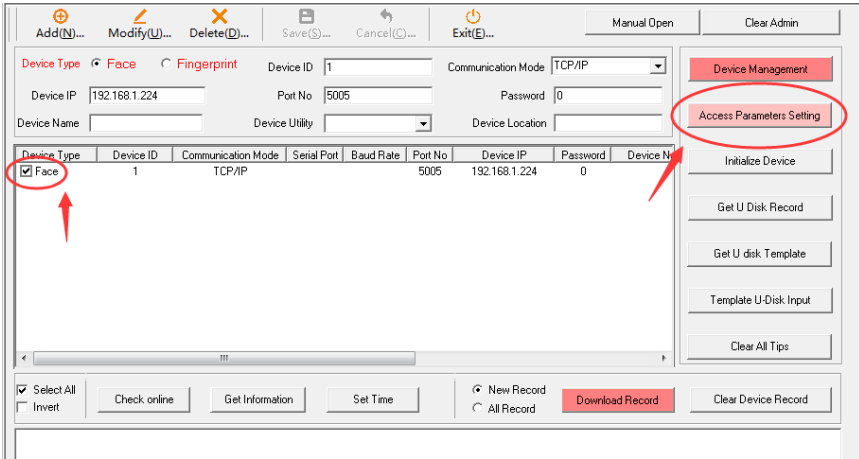 Add(N)... Modify(U)... Delete(D)... Save(S)... Cancel(C)... Exit(E)... Manual Open Clear Admin
Device Type Face Fingerprint Device ID 1 Communication Mode TCP/IP Device Management
Device IP 192.168.1.224 Port No 5005 Password 0
Device Name Device Utility Device Location Access Parameters Setting
Device Type Device ID Communication Mode Serial Port Baud Rate Port No Device IP Password Device N
Face 1 TCP/IP 5005 192.168.1.224 0
Initialize Device
Get U Disk Record
Get U disk Template
Template U-Disk Input
Clear All Tips
Select All
Invert
Check online Get Information Set Time
New Record
All Record
Download Record Clear Device Record